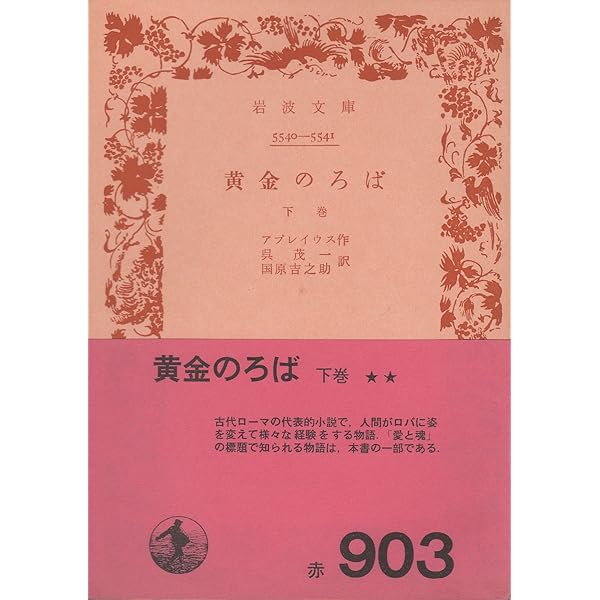 岩波文庫
5540—5541
黄金のろば
下巻
アプレイウス作
呉茂一
国原吉之助 訳
黄金のろば 下巻 ★★
古代ローマの代表的小説で，人間がロバに姿
を変えて様々な経験をする物語．「愛と魂」
の標題で知られる物語は，本書の一部である．
赤 903